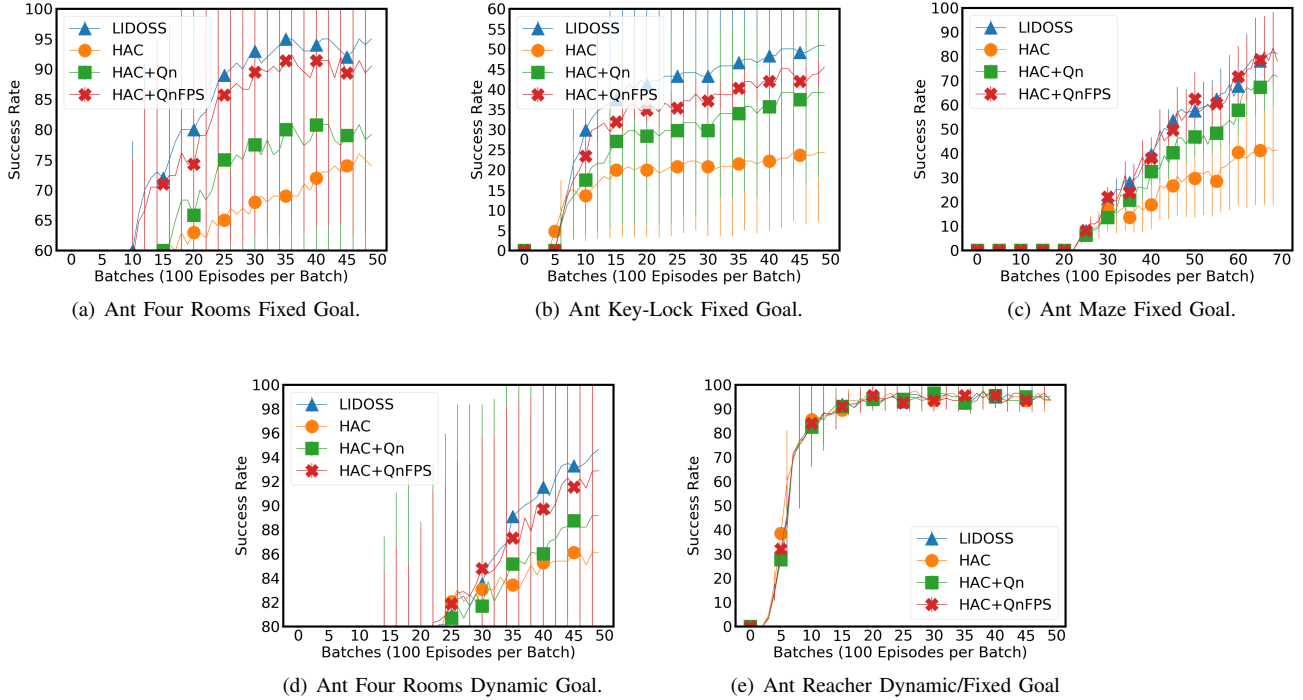 100
95
90
85
80
75
70
65
60
Success Rate
LIDOSS
HAC
HAC+Qn
HAC+QnFPS
0 5 10 15 20 25 30 35 40 45 50
Batches (100 Episodes per Batch)
(a) Ant Four Rooms Fixed Goal.
60
55
50
45
40
35
30
25
20
15
10
5
0
Success Rate
LIDOSS
HAC
HAC+Qn
HAC+QnFPS
0 5 10 15 20 25 30 35 40 45 50
Batches (100 Episodes per Batch)
(b) Ant Key-Lock Fixed Goal.
100
90
80
70
60
50
40
30
20
10
0
Success Rate
LIDOSS
HAC
HAC+Qn
HAC+QnFPS
0 10 20 30 40 50 60 70
Batches (100 Episodes per Batch)
(c) Ant Maze Fixed Goal.
100
98
96
94
92
90
88
86
84
82
80
Success Rate
LIDOSS
HAC
HAC+Qn
HAC+QnFPS
0 5 10 15 20 25 30 35 40 45 50
Batches (100 Episodes per Batch)
(d) Ant Four Rooms Dynamic Goal.
100
90
80
70
60
50
40
30
20
10
0
Success Rate
LIDOSS
HAC
HAC+Qn
HAC+QnFPS
0 5 10 15 20 25 30 35 40 45 50
Batches (100 Episodes per Batch)
(e) Ant Reacher Dynamic/Fixed Goal